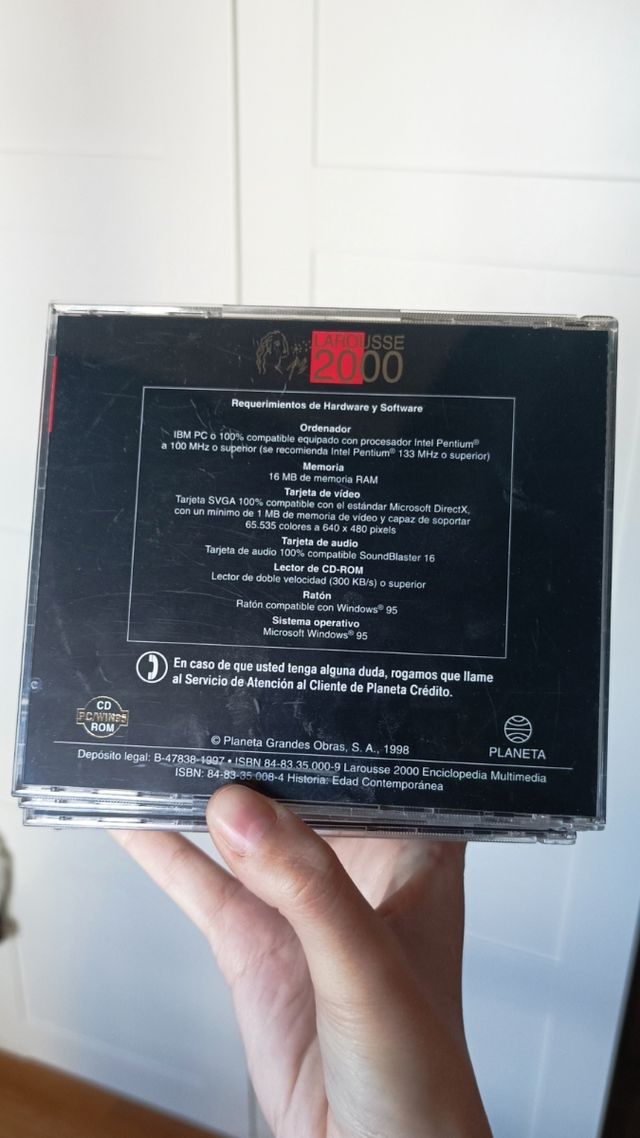 LAROUSSE
2000
Requerimientos de Hardware y Software
Ordenador
IBM PC o 100% compatible equipado con procesador Intel Pentium®
a 100 MHz o superior (se recomienda Intel Pentium® 133 MHz o superior)
Memoria
16 MB de memoria RAM
Tarjeta de vídeo
Tarjeta SVGA 100% compatible con el estándar Microsoft DirectX,
con un mínimo de 1 MB de memoria de vídeo y capaz de soportar
65.535 colores a 640 x 480 pixels
Tarjeta de audio
Tarjeta de audio 100% compatible SoundBlaster 16
Lector de CD-ROM
Lector de doble velocidad (300 KB/s) o superior
Ratón
Ratón compatible con Windows® 95
Sistema operativo
Microsoft Windows® 95
En caso de que usted tenga alguna duda, rogamos que llame
al Servicio de Atención al Cliente de Planeta Crédito.
CD
PC/WIN95
ROM
© Planeta Grandes Obras, S. A., 1998
PLANETA
Depósito legal: B-47838-1997 • ISBN 84-83.35.000-9 Larousse 2000 Enciclopedia Multimedia
ISBN: 84-83-35.008-4 Historia: Edad Contemporánea